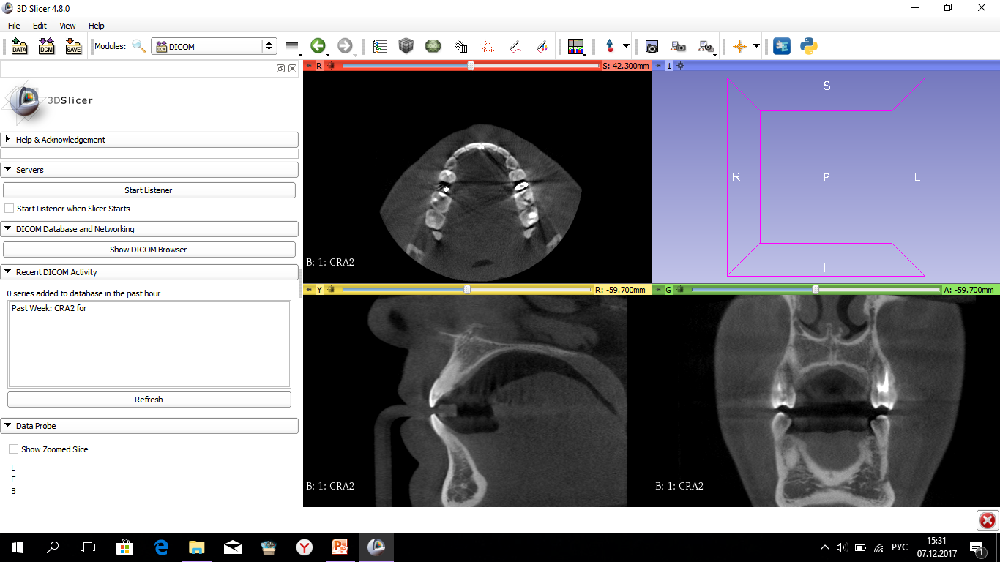 3D Slicer 4.8.0
File Edit View Help
DATA DCM SAVE Modules: DCM DICOM
3DSlicer
Help & Acknowledgement
Servers
Start Listener
Start Listener when Slicer Starts
DICOM Database and Networking
Show DICOM Browser
Recent DICOM Activity
0 series added to database in the past hour
Past Week: CRA2 for
Refresh
Data Probe
Show Zoomed Slice
L
F
B
R S: 42.300mm
B: 1: CRA2
1
S
R P L
I
Y R: -59.700mm
B: 1: CRA2
G A: -59.700mm
B: 1: CRA2
РУС
15:31
07.12.2017
1